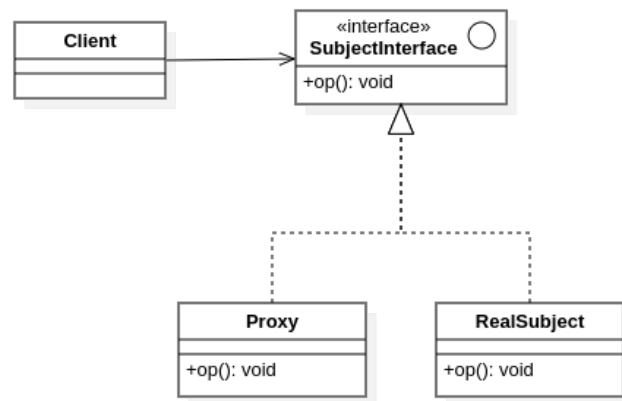 Client
«interface»
SubjectInterface
+op(): void
Proxy
+op(): void
RealSubject
+op(): void